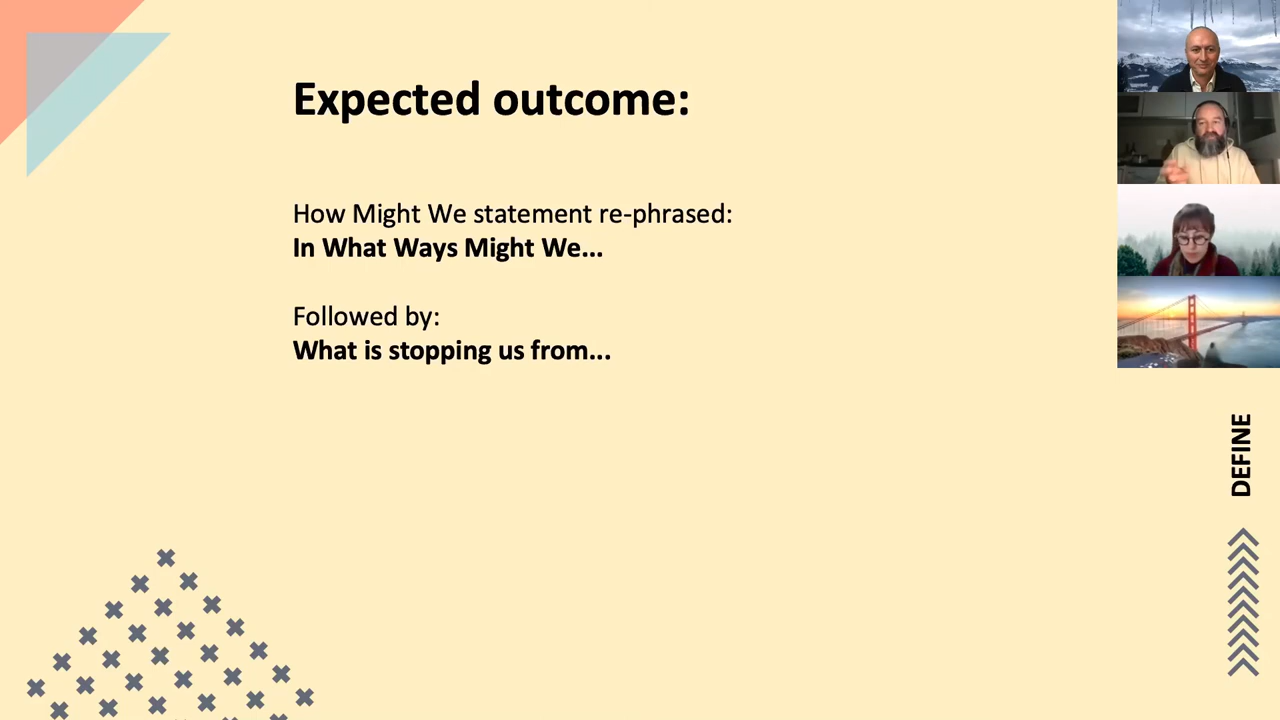 Expected outcome:
How Might We statement re-phrased:
In What Ways Might We...
Followed by:
What is stopping us from...
DEFINE